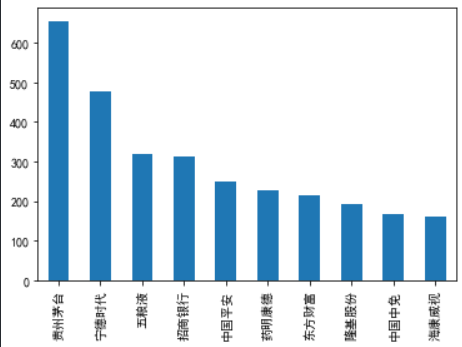 600
500
400
300
200
100
0
贵州茅台
宁德时代
五粮液
招商银行
中国平安
药明康德
东方财富
隆基股份
中国中免
海康威视